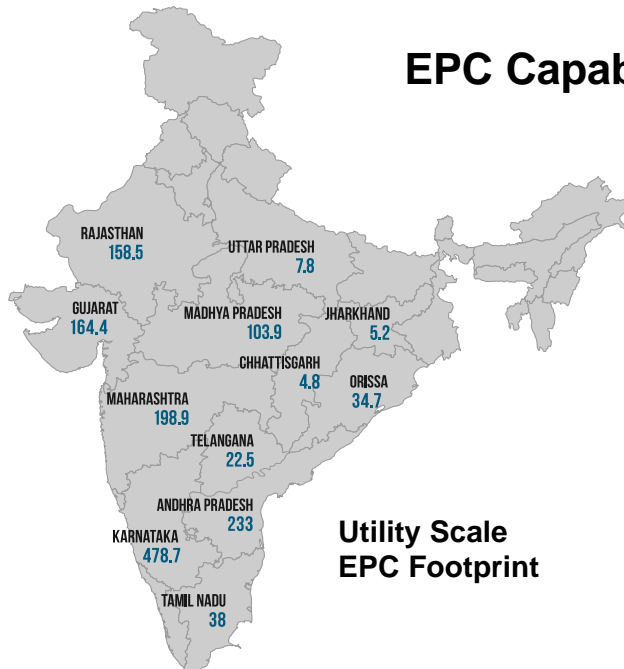 EPC Capab
RAJASTHAN
158.5
UTTAR PRADESH
7.8
GUJARAT
164.4
MADHYA PRADESH
103.9
JHARKHAND
5.2
CHHATTISGARH
4.8
ORISSA
34.7
MAHARASHTRA
198.9
TELANGANA
22.5
ANDHRA PRADESH
233
KARNATAKA
478.7
Utility Scale
EPC Footprint
TAMIL NADU
38